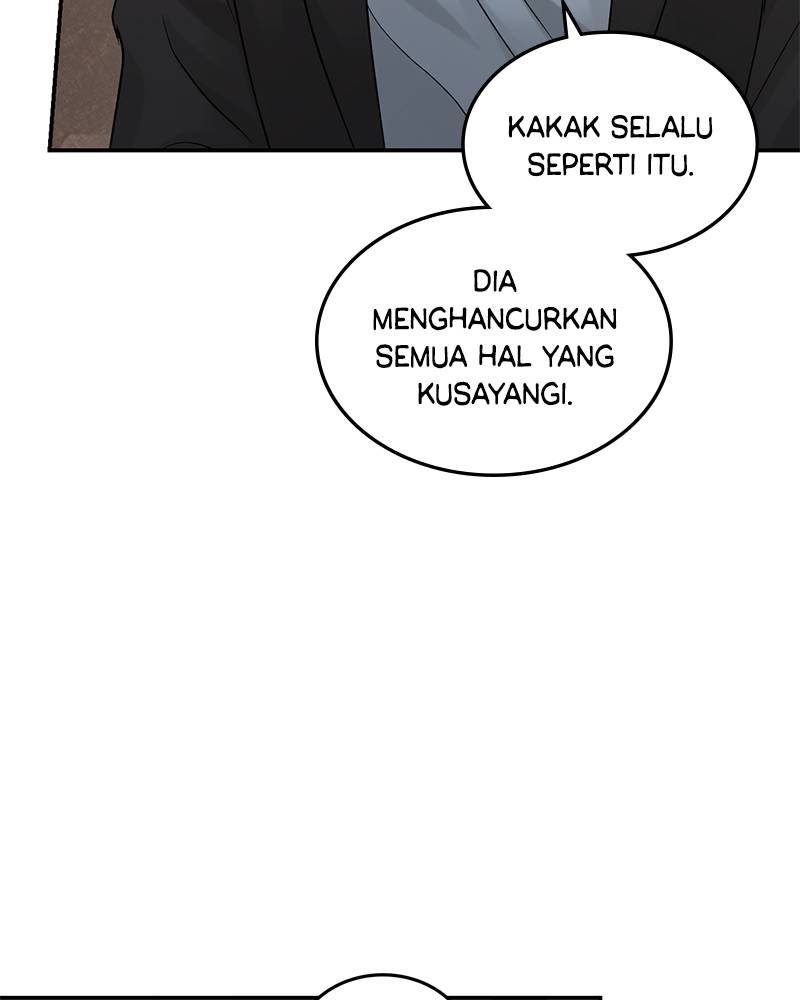 KAKAK SELALU
SEPERTI ITU.
DIA
MENGHANCURKAN
SEMUA HAL YANG
KUSAYANGI.